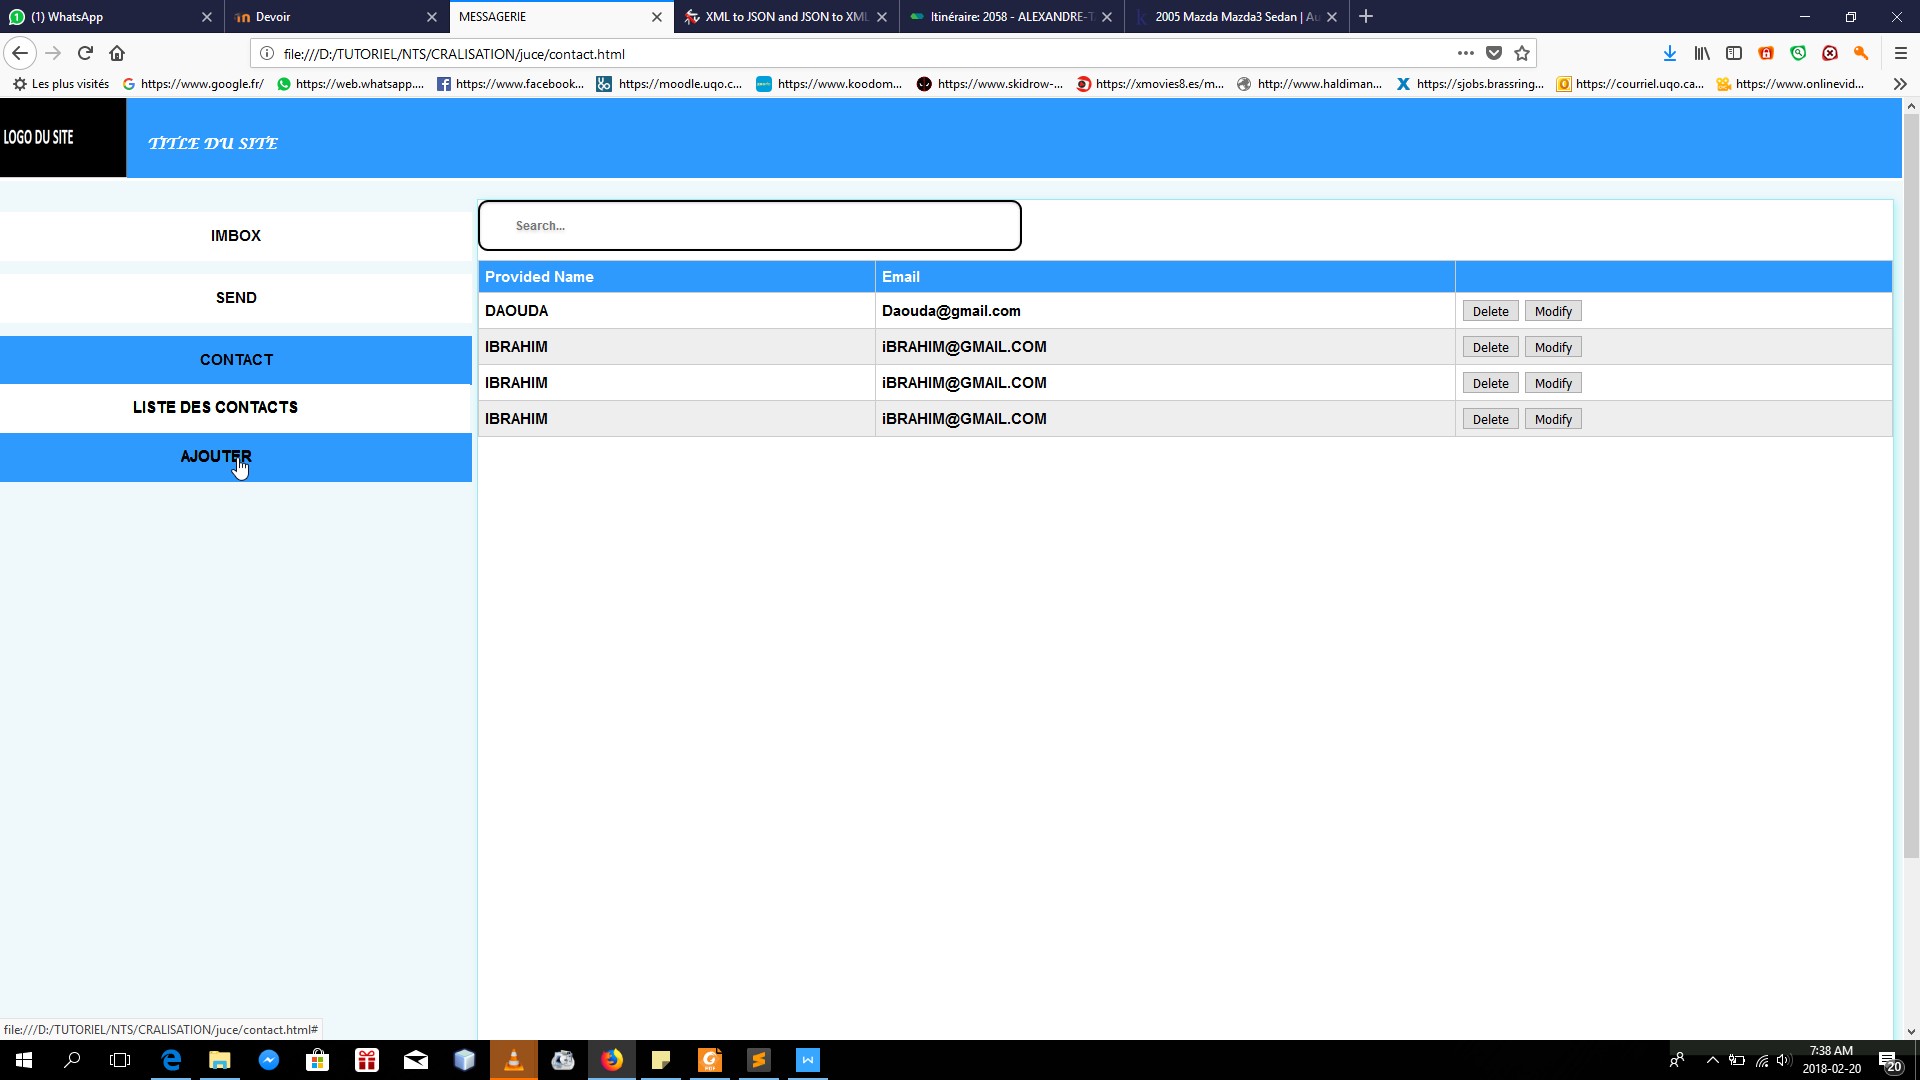 (1) WhatsApp
Devoir
MESSAGERIE
XML to JSON and JSON to XML
Itinéraire: 2058 - ALEXANDRE-T
2005 Mazda Mazda3 Sedan | Au
file:///D:/TUTORIEL/NTS/CRALISATION/juce/contact.html
Les plus visités
https://www.google.fr/
https://web.whatsapp....
https://www.facebook...
https://moodle.uqo.c...
https://www.koodom...
https://www.skidrow-...
https://xmovies8.es/m...
http://www.haldiman...
https://sjobs.brassring...
https://courriel.uqo.ca...
https://www.onlinevid...
LOGO DU SITE
TITLE DU SITE
IMBOX
SEND
CONTACT
LISTE DES CONTACTS
AJOUTER
Search...
Provided Name Email
DAOUDA Daouda@gmail.com Delete Modify
IBRAHIM iBRAHIM@GMAIL.COM Delete Modify
IBRAHIM iBRAHIM@GMAIL.COM Delete Modify
IBRAHIM iBRAHIM@GMAIL.COM Delete Modify
file:///D:/TUTORIEL/NTS/CRALISATION/juce/contact.html#
7:38 AM
2018-02-20
20